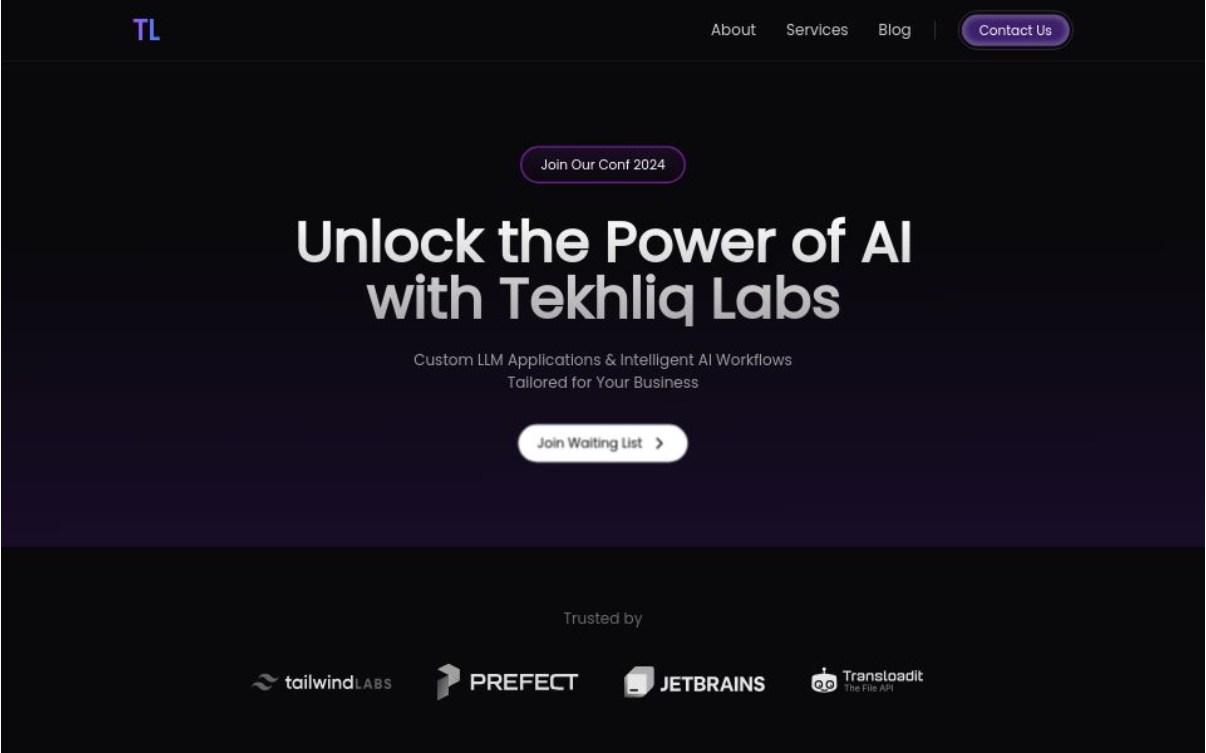 TL
About Services Blog Contact Us
Join Our Conf 2024
Unlock the Power of AI
with Tekhliq Labs
Custom LLM Applications & Intelligent AI Workflows
Tailored for Your Business
Join Waiting List
Trusted by
tailwindLABS PREFECT JETBRAINS Transloadit
The File API